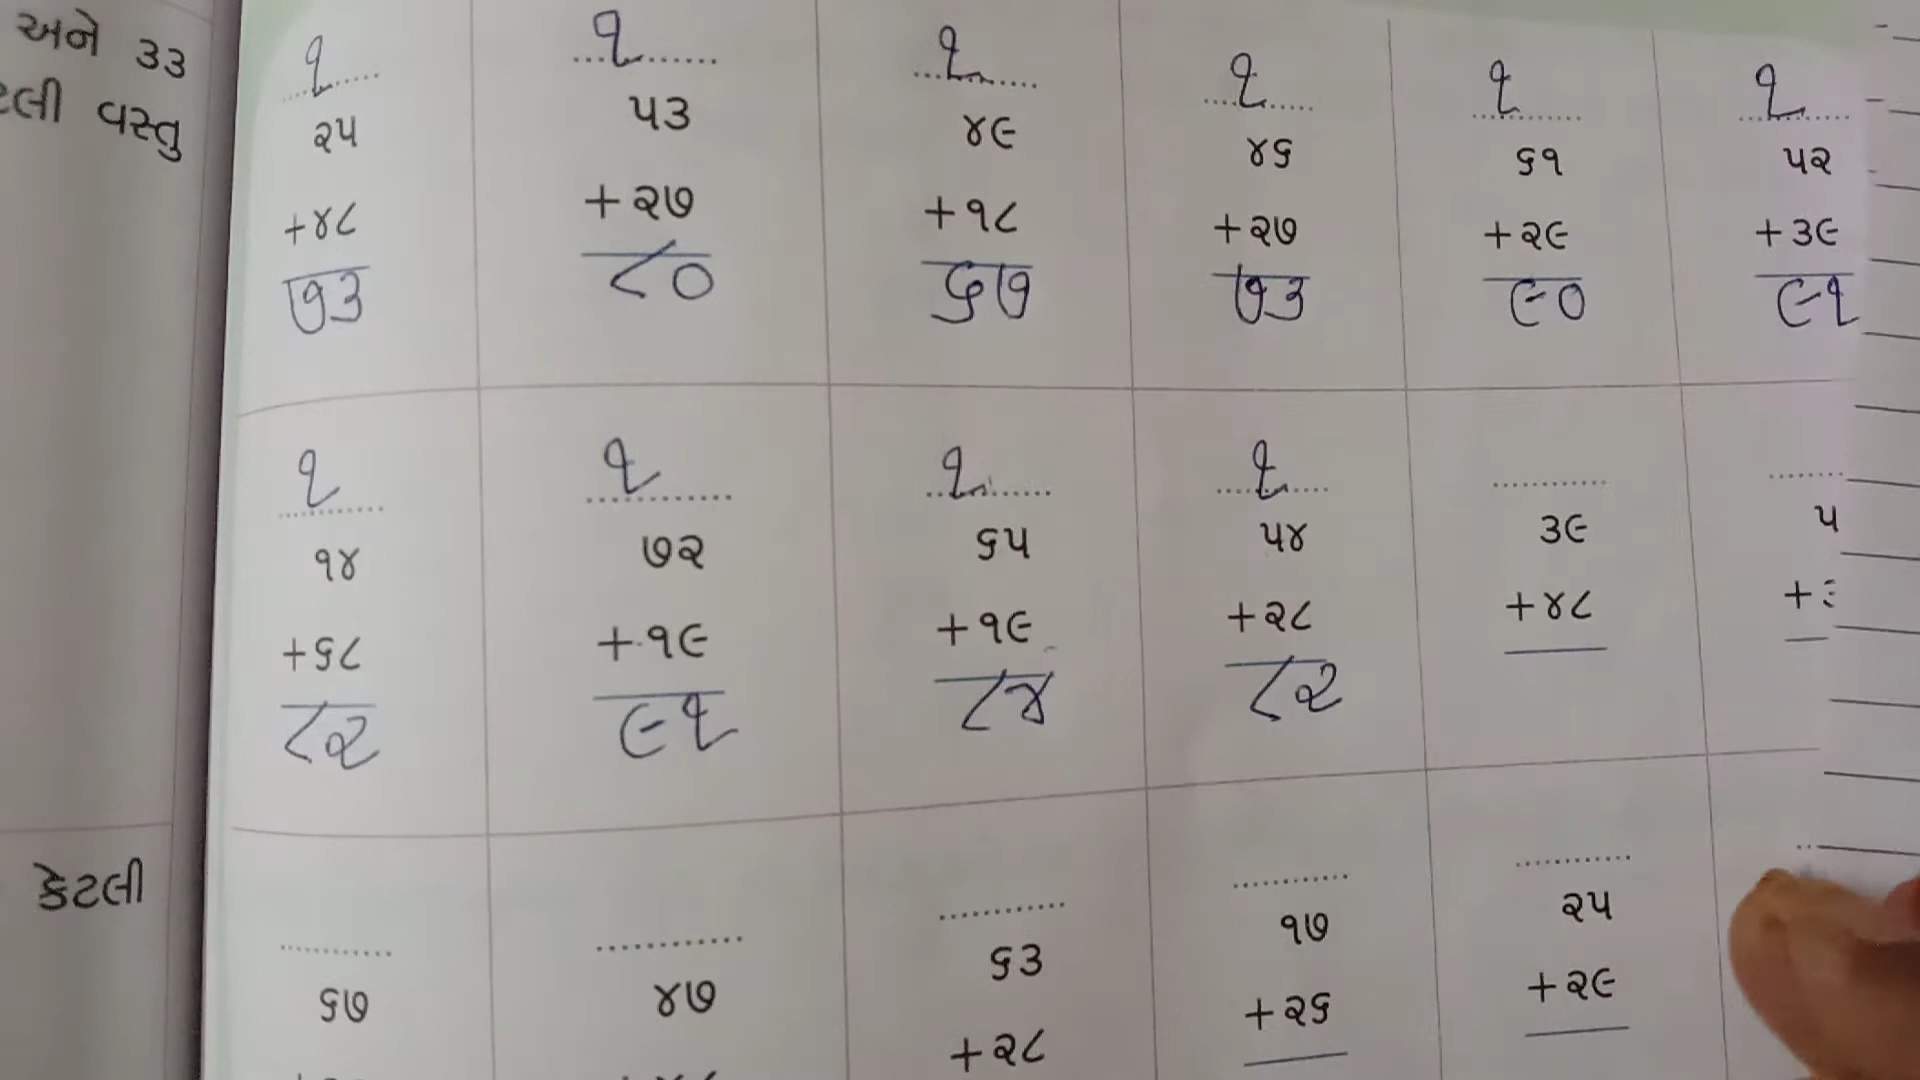 અને ૩૩
વસ્તુ
કેટલી
૧ ૧ ૧ ૧ ૧ ૧
૨૫ ૫૩ ૪૯ ૪૬ ૬૧ ૫૨
+૪૮ +૨૭ +૧૮ +૨૭ +૨૯ +૩૯
૭૩ ૮૦ ૬૭ ૭૩ ૯૦ ૯૧
૧ ૧ ૧ ૧
૧૪ ૭૨ ૬૫ ૫૪ ૩૯ ૫
+૬૮ +૧૯ +૧૯ +૨૮ +૪૮ +
૮૨ ૯૧ ૮૪ ૮૨
૬૭ ૪૭ ૬૩ ૧૭ ૨૫
+૨૮ +૨૬ +૨૯